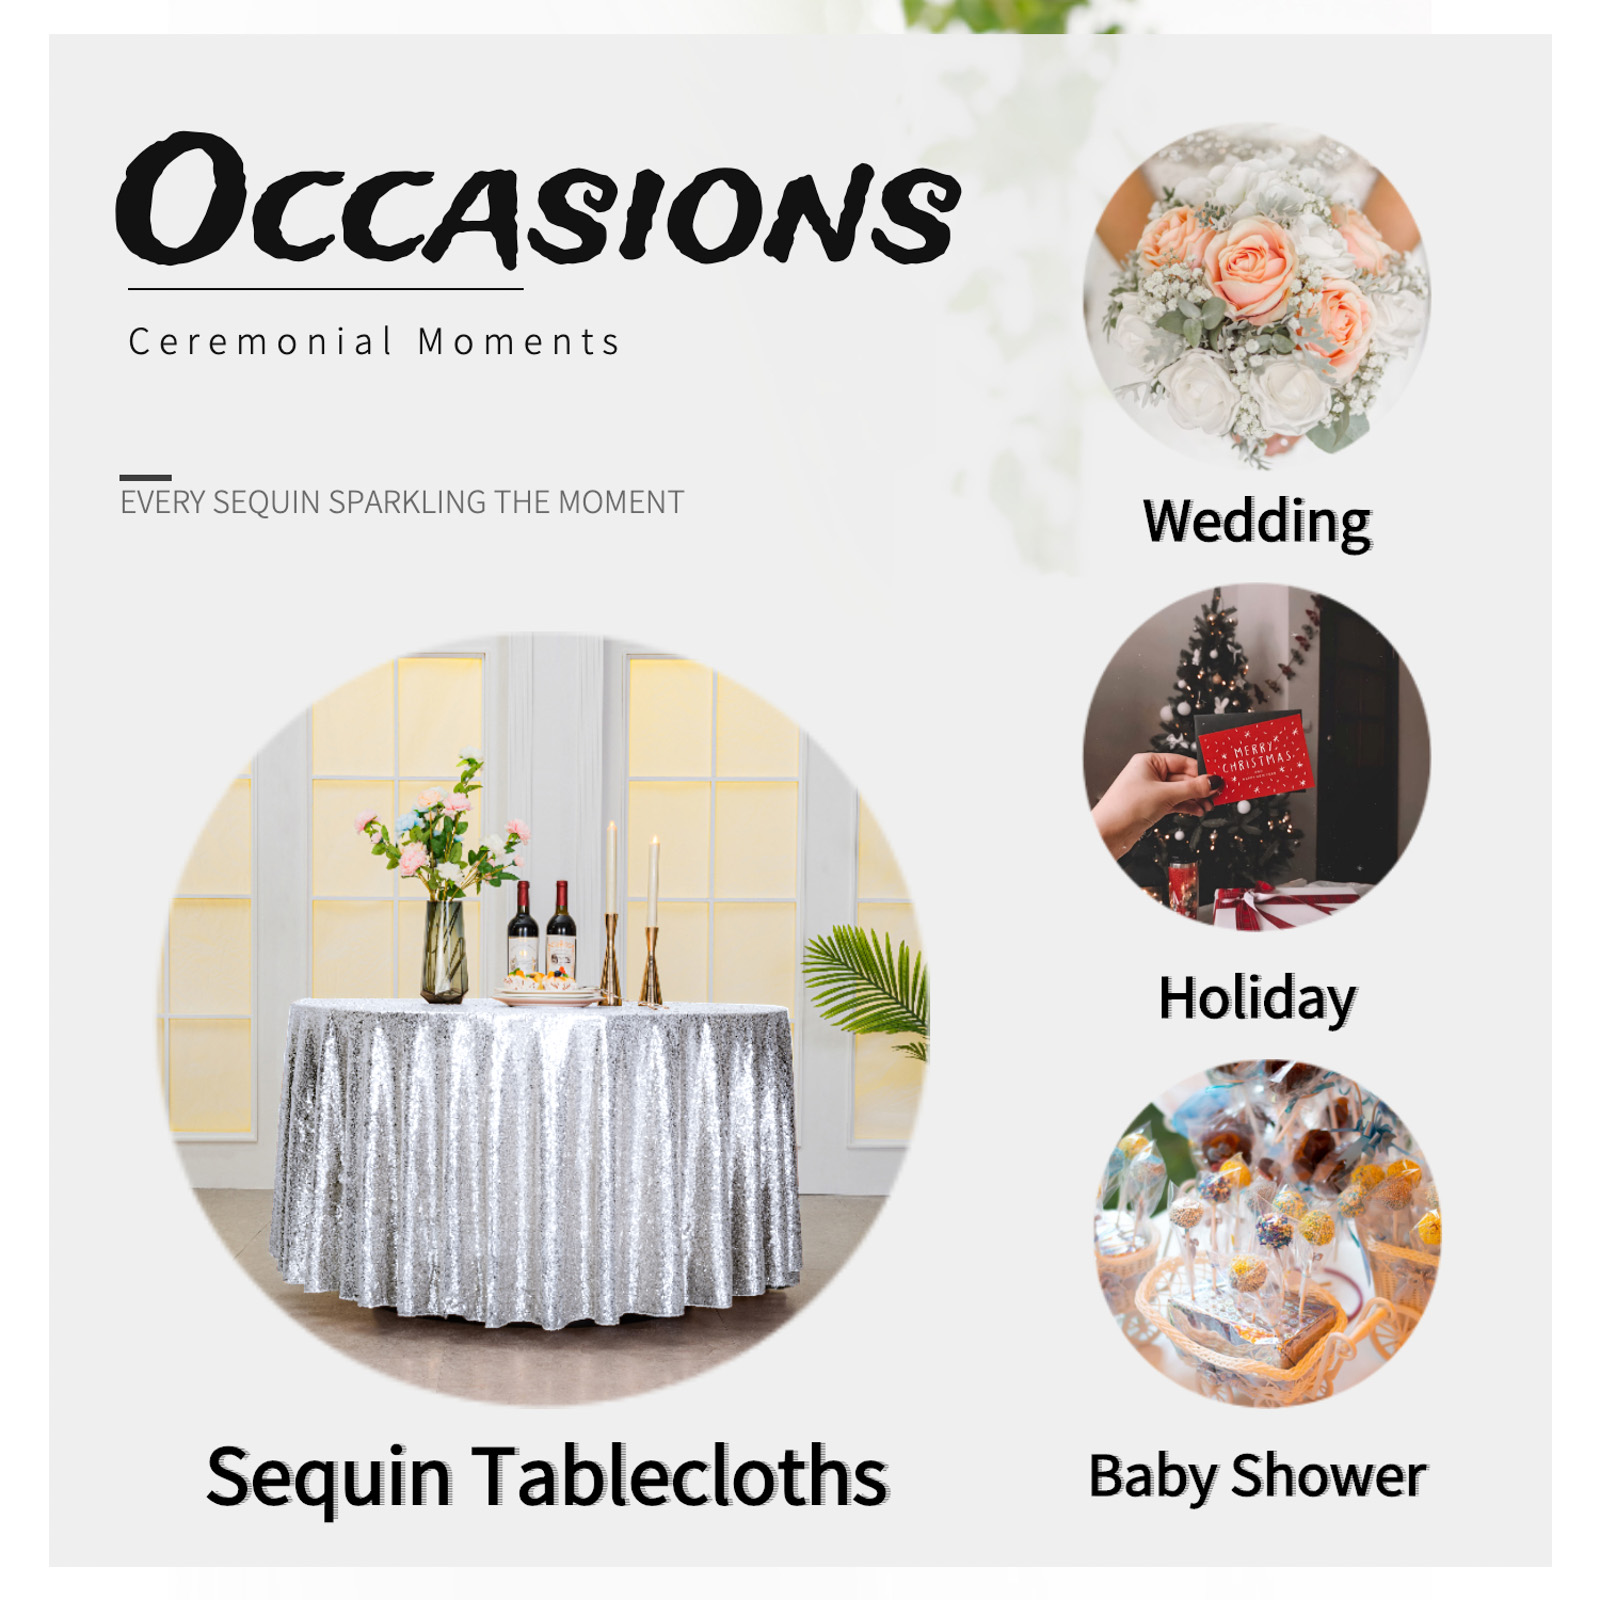 OCCASIONS
Ceremonial Moments
EVERY SEQUIN SPARKLING THE MOMENT
Wedding
MERRY
CHRISTMAS
Holiday
Sequin Tablecloths
Baby Shower